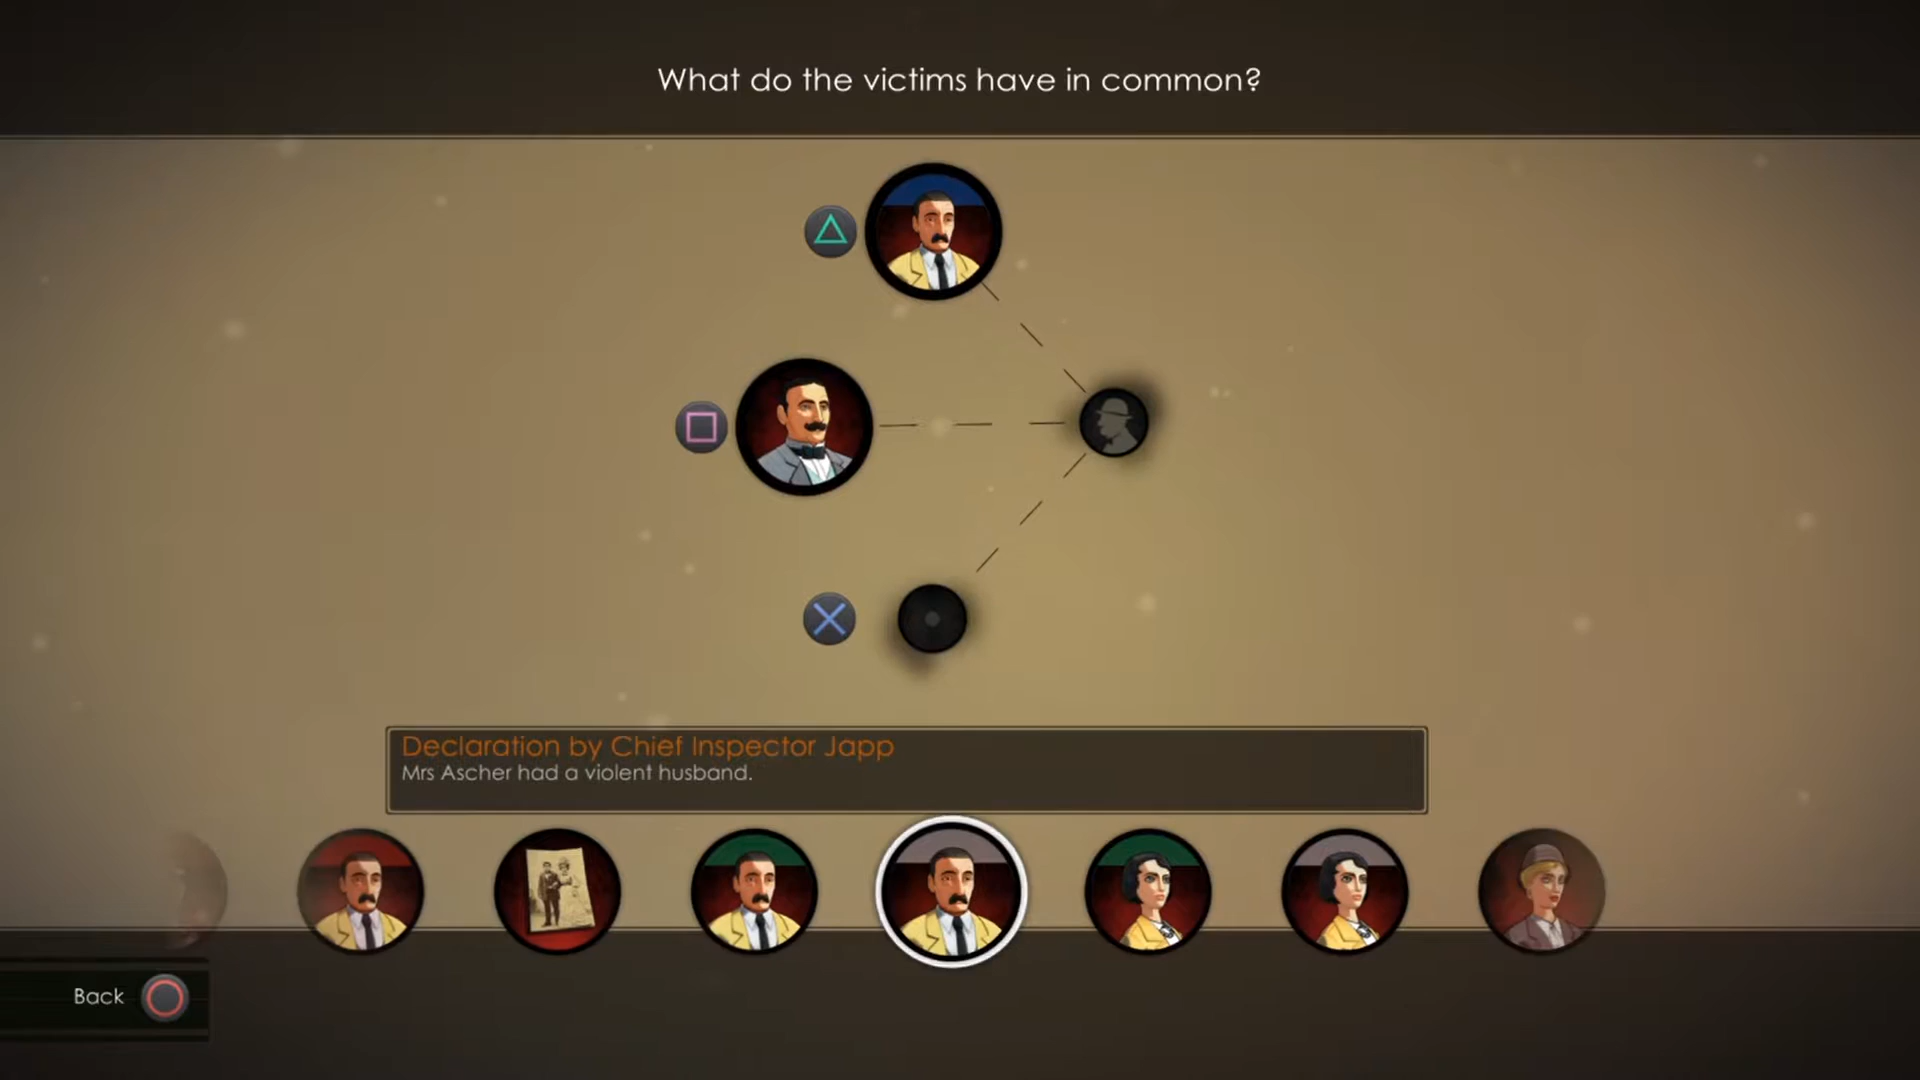 What do the victims have in common?
Declaration by Chief Inspector Japp
Mrs Ascher had a violent husband.
Back